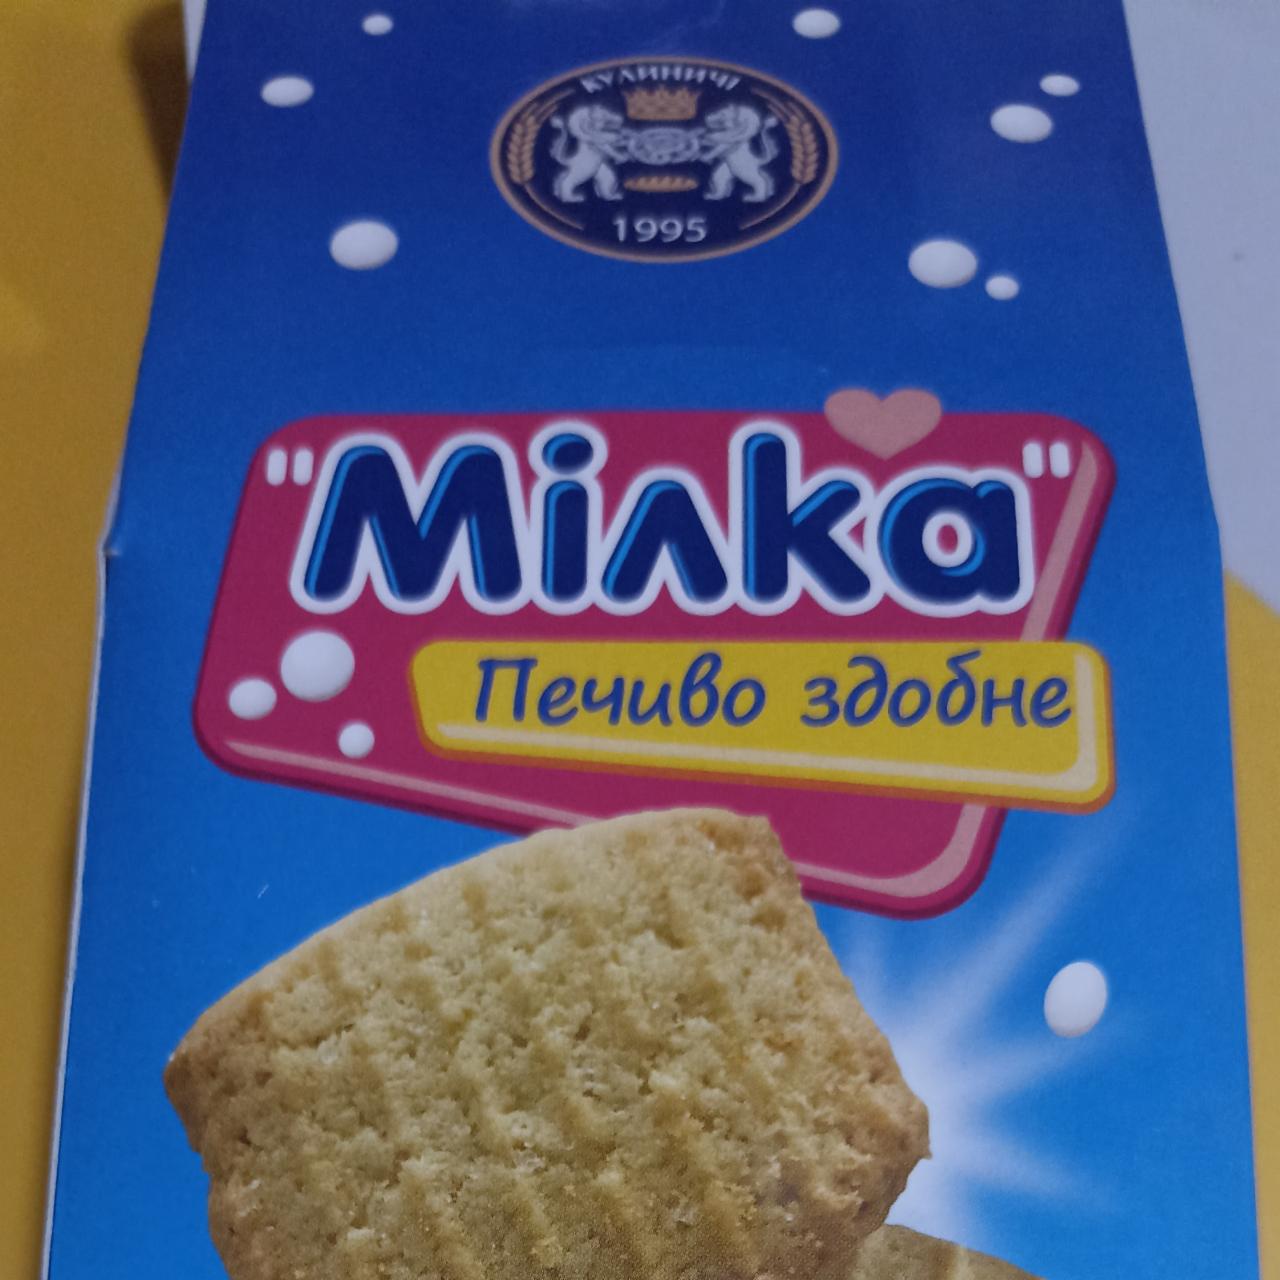 КУЛИНИЧІ
1995
"Мілка"
Печиво здобне